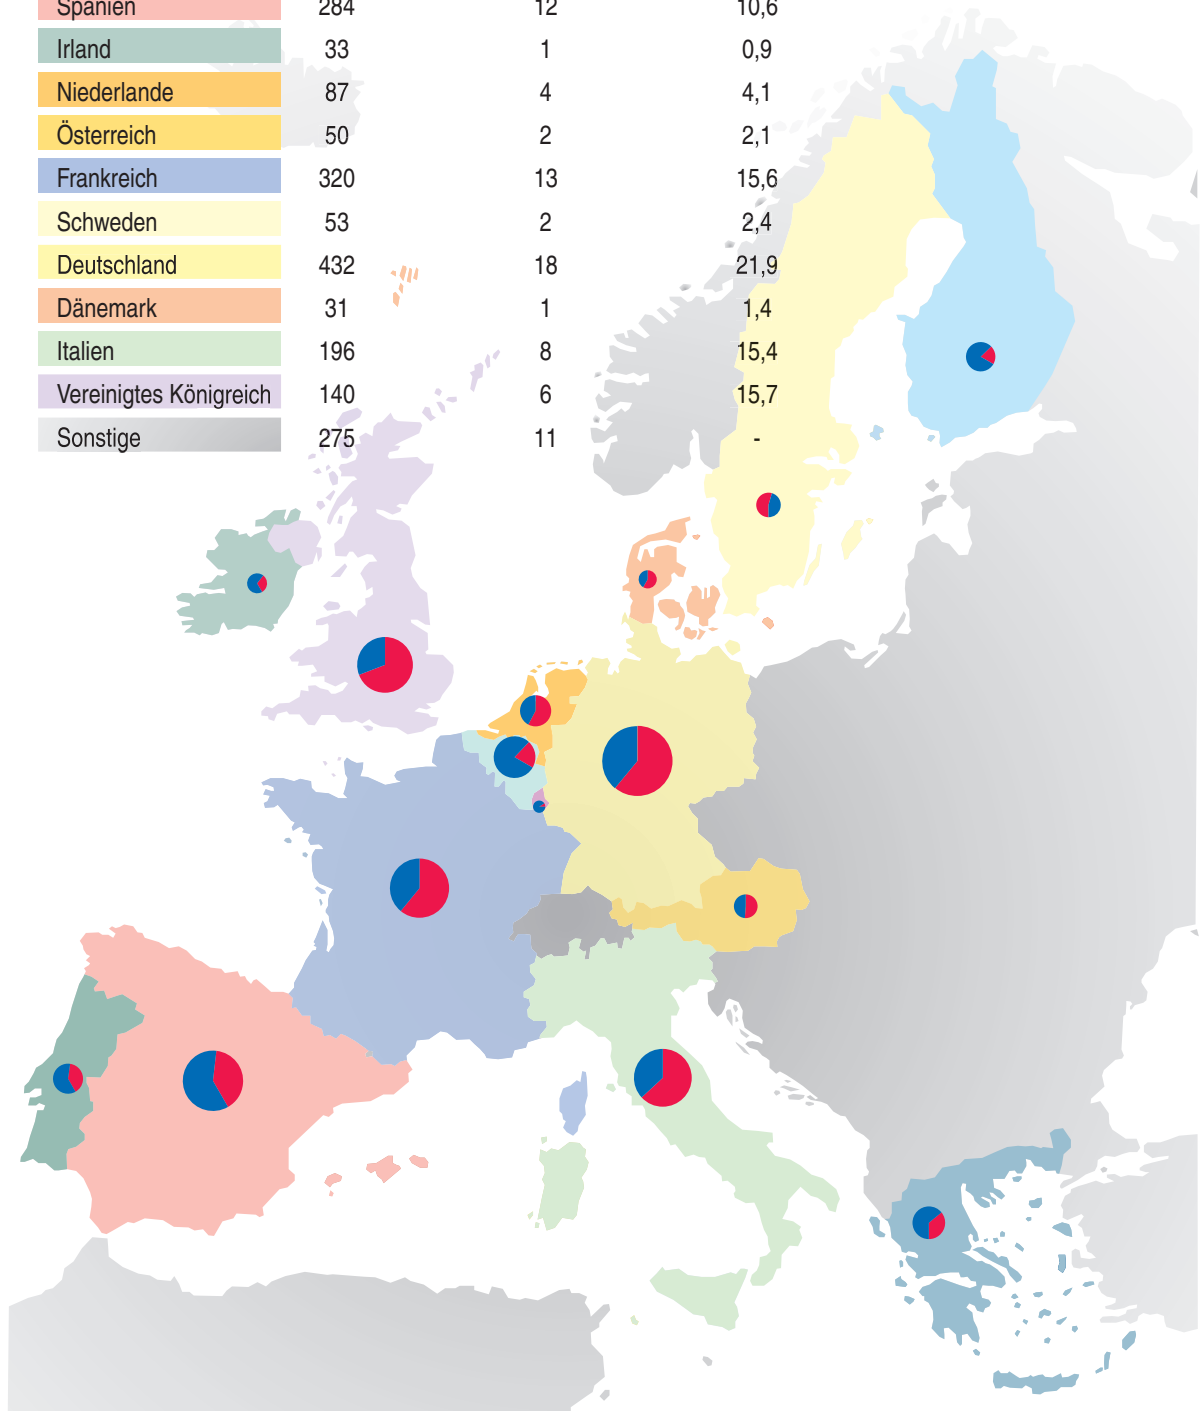 Spanien 284 12 10,6
Irland 33 1 0,9
Niederlande 87 4 4,1
Österreich 50 2 2,1
Frankreich 320 13 15,6
Schweden 53 2 2,4
Deutschland 432 18 21,9
Dänemark 31 1 1,4
Italien 196 8 15,4
Vereinigtes Königreich 140 6 15,7
Sonstige 275 11 -